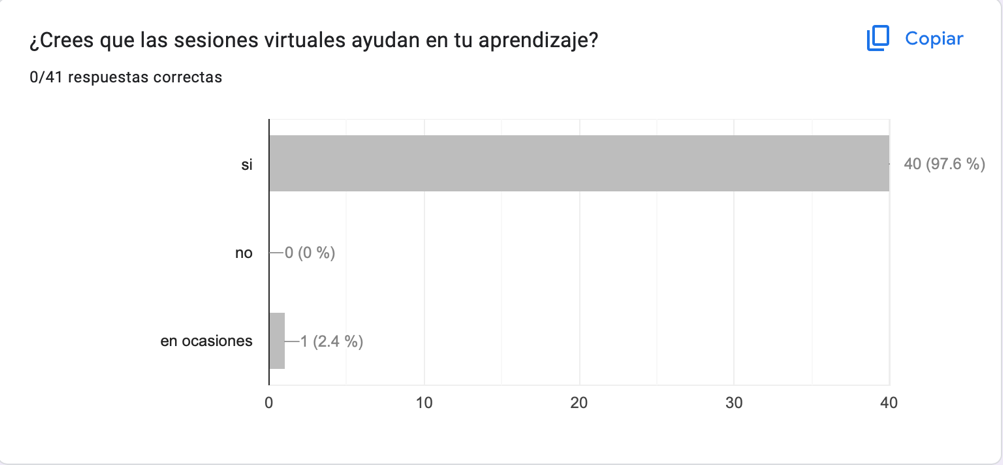 ¿Crees que las sesiones virtuales ayudan en tu aprendizaje?
Copiar
0/41 respuestas correctas
si
40 (97.6 %)
no
0 (0 %)
en ocasiones
1 (2.4 %)
0 10 20 30 40